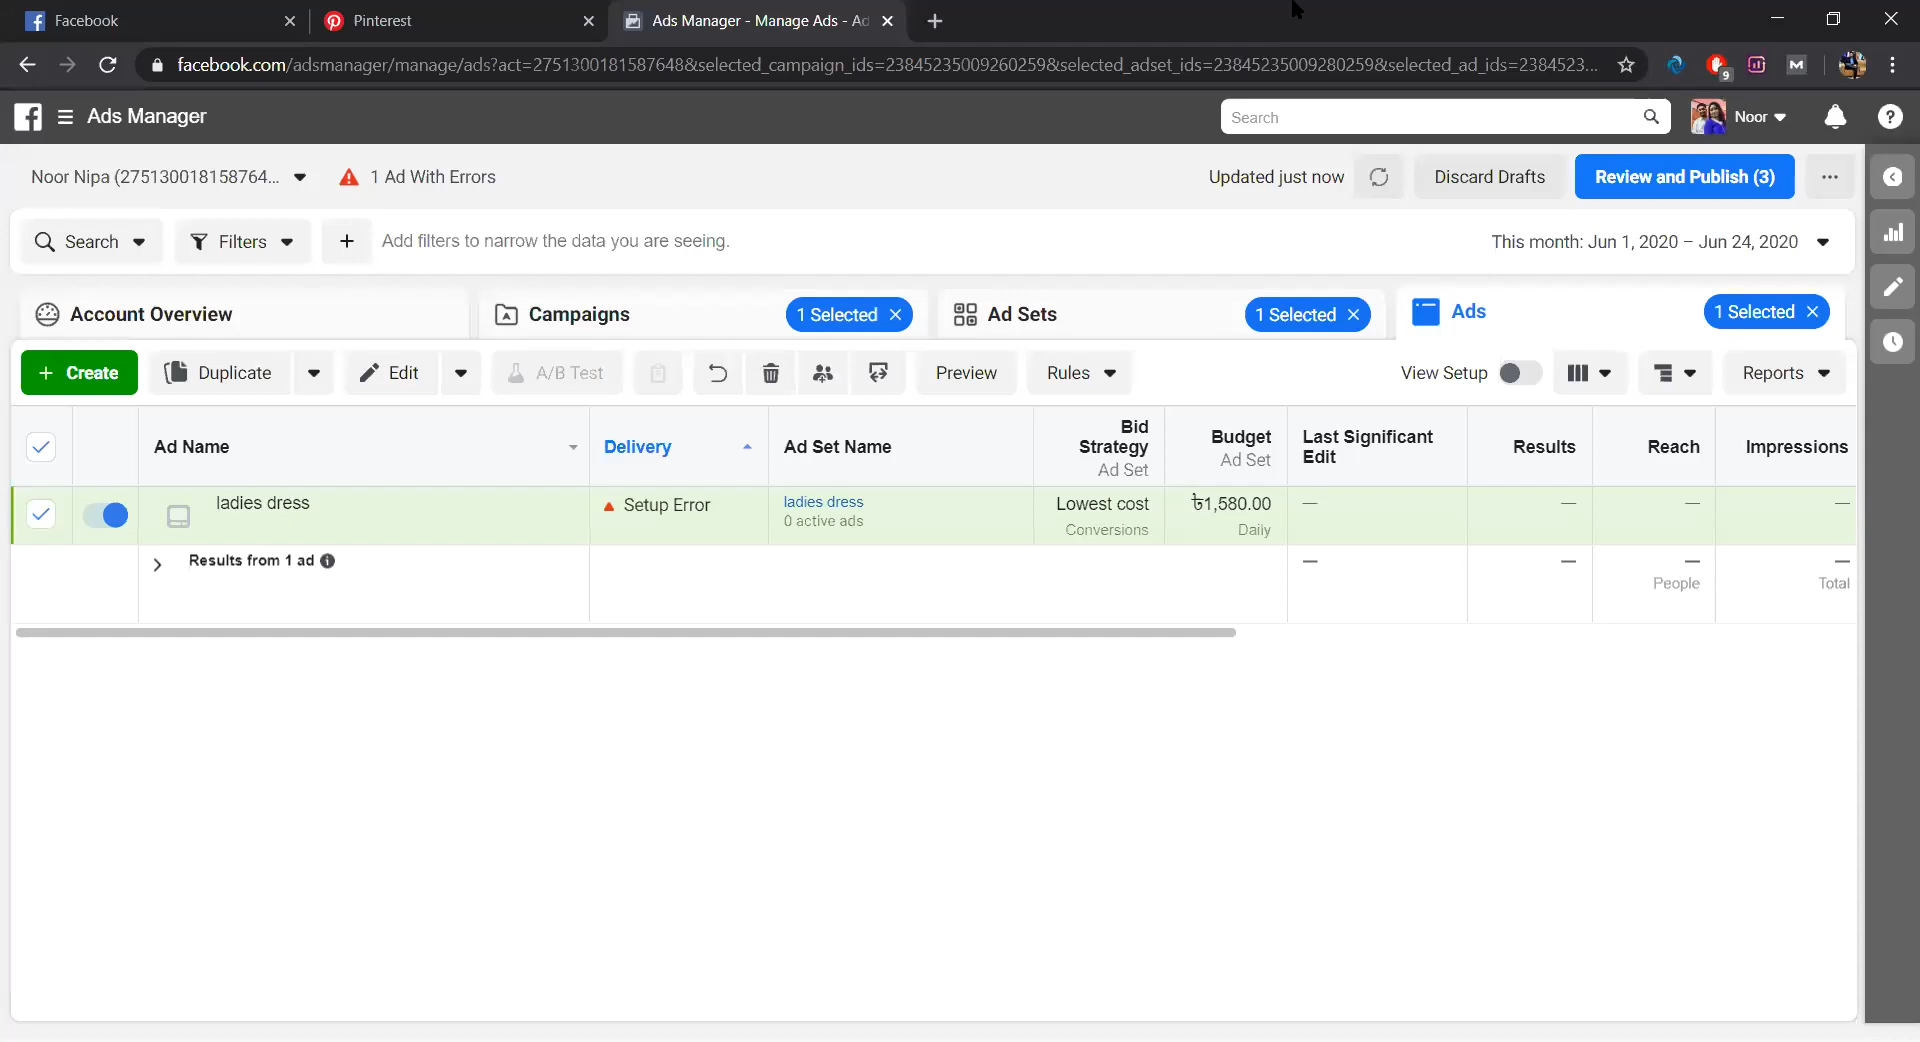 Facebook
Pinterest
Ads Manager - Manage Ads - Ad
facebook.com/adsmanager/manage/ads?act=2751300181587648&selected_campaign_ids=23845235009260259&selected_adset_ids=23845235009280259&selected_ad_ids=2384523...
9
Ads Manager
Search
Noor
Noor Nipa (275130018158764...
1 Ad With Errors
Updated just now
Discard Drafts
Review and Publish (3)
Search
Filters
Add filters to narrow the data you are seeing.
This month: Jun 1, 2020 – Jun 24, 2020
Account Overview
Campaigns
1 Selected
Ad Sets
1 Selected
Ads
1 Selected
+ Create
Duplicate
Edit
A/B Test
Preview
Rules
View Setup
Reports
Ad Name
Delivery
Ad Set Name
Bid
Strategy
Ad Set
Budget
Ad Set
Last Significant
Edit
Results
Reach
Impressions
ladies dress
Setup Error
ladies dress
0 active ads
Lowest cost
Conversions
৳1,580.00
Daily
—
—
—
—
Results from 1 ad
—
—
—
People
—
Total